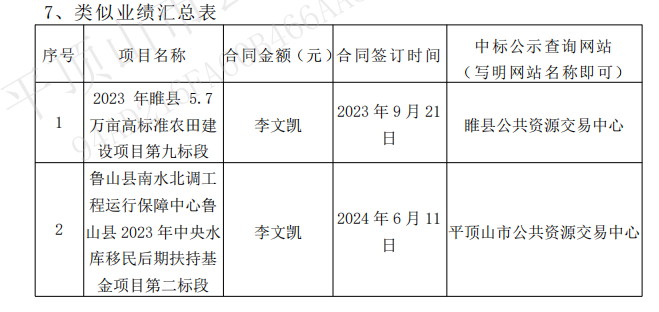 7、类似业绩汇总表
序号 项目名称 合同金额（元） 合同签订时间 中标公示查询网站
（写明网站名称即可）
1 2023 年睢县 5.7
万亩高标准农田建
设项目第九标段 李文凯 2023 年 9 月 21
日 睢县公共资源交易中心
2 鲁山县南水北调工
程运行保障中心鲁
山县 2023 年中央水
库移民后期扶持基
金项目第二标段 李文凯 2024 年 6 月 11
日 平顶山市公共资源交易中心